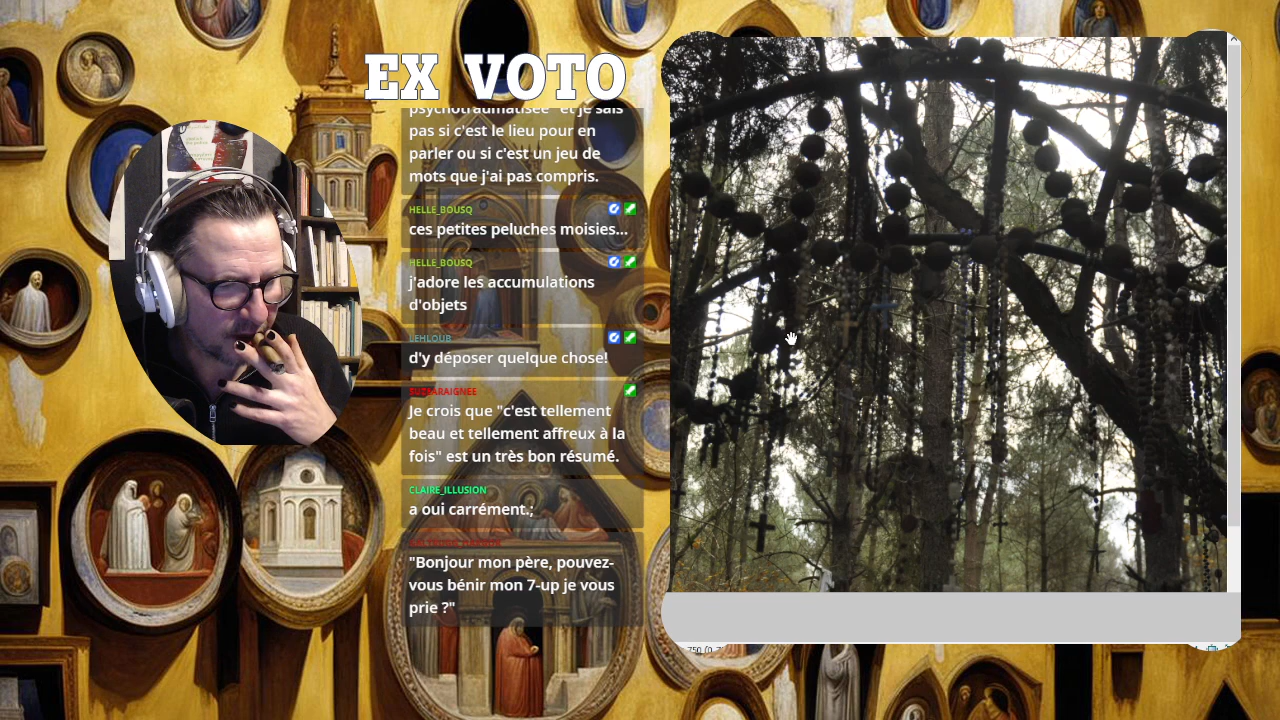 EX VOTO
psychotraumatisée" et je sais
pas si c'est le lieu pour en
parler ou si c'est un jeu de
mots que j'ai pas compris.
HELLE_BOUSQ
ces petites peluches moisies...
HELLE_BOUSQ
j'adore les accumulations
d'objets
LEHLOUB
d'y déposer quelque chose!
Je crois que "c'est tellement
beau et tellement affreux à la
fois" est un très bon résumé.
CLAIRE_ILLUSION
a oui carrément.;
"Bonjour mon père, pouvez-
vous bénir mon 7-up je vous
prie ?"